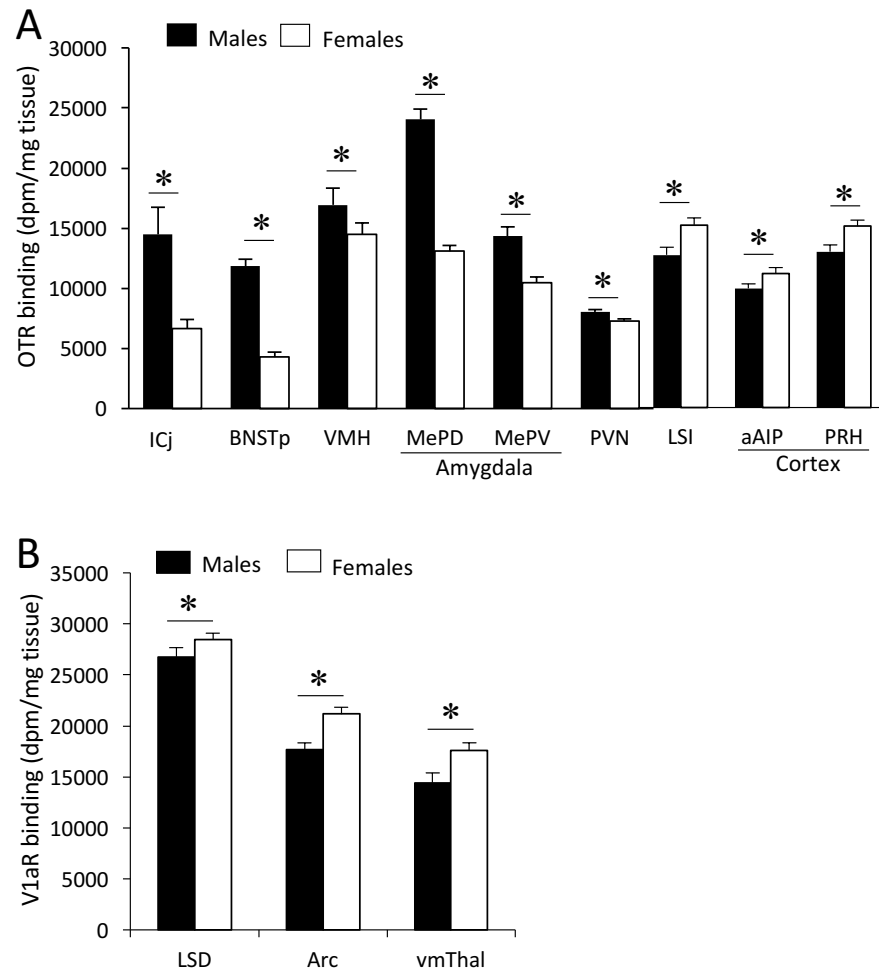 A
Males Females
OTR binding (dpm/mg tissue)
30000
25000
20000
15000
10000
5000
0
* * * * * * * * *
ICj BNSTp VMH MePD MePV PVN LSI aAIP PRH
Amygdala Cortex
B
Males Females
V1aR binding (dpm/mg tissue)
35000
30000
25000
20000
15000
10000
5000
0
* * *
LSD Arc vmThal